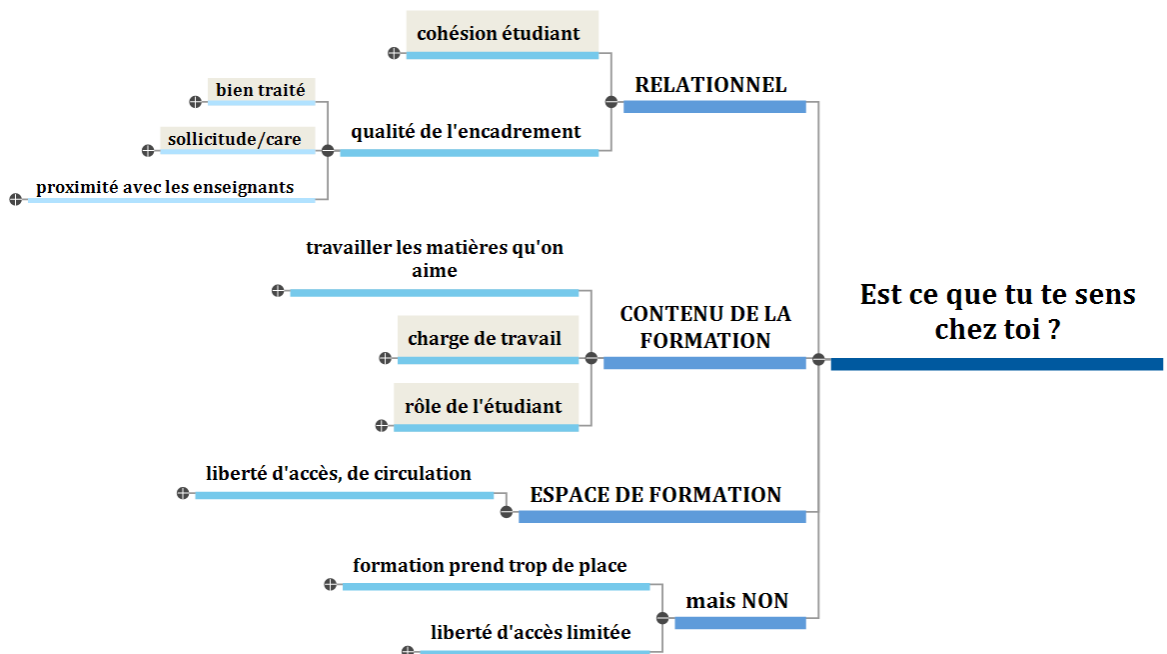 cohésion étudiant
RELATIONNEL
bien traité
qualité de l'encadrement
sollicitude/care
proximité avec les enseignants
travailler les matières qu'on
aime
Est ce que tu te sens
chez toi ?
CONTENU DE LA
FORMATION
charge de travail
rôle de l'étudiant
liberté d'accès, de circulation
ESPACE DE FORMATION
formation prend trop de place
mais NON
liberté d'accès limitée